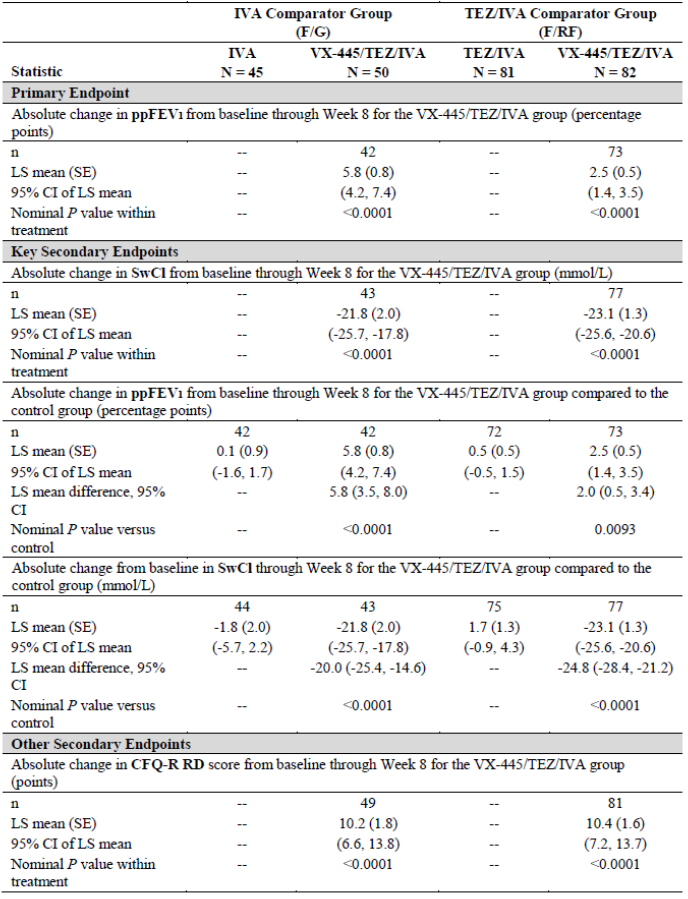 IVA Comparator Group TEZ/IVA Comparator Group
(F/G) (F/RF)
IVA VX-445/TEZ/IVA TEZ/IVA VX-445/TEZ/IVA
Statistic N = 45 N = 50 N = 81 N = 82
Primary Endpoint
Absolute change in ppFEV₁ from baseline through Week 8 for the VX-445/TEZ/IVA group (percentage
points)
n -- 42 -- 73
LS mean (SE) -- 5.8 (0.8) -- 2.5 (0.5)
95% CI of LS mean -- (4.2, 7.4) -- (1.4, 3.5)
Nominal P value within -- <0.0001 -- <0.0001
treatment
Key Secondary Endpoints
Absolute change in SwCl from baseline through Week 8 for the VX-445/TEZ/IVA group (mmol/L)
n -- 43 -- 77
LS mean (SE) -- -21.8 (2.0) -- -23.1 (1.3)
95% CI of LS mean -- (-25.7, -17.8) -- (-25.6, -20.6)
Nominal P value within -- <0.0001 -- <0.0001
treatment
Absolute change in ppFEV₁ from baseline through Week 8 for the VX-445/TEZ/IVA group compared to the
control group (percentage points)
n 42 42 72 73
LS mean (SE) 0.1 (0.9) 5.8 (0.8) 0.5 (0.5) 2.5 (0.5)
95% CI of LS mean (-1.6, 1.7) (4.2, 7.4) (-0.5, 1.5) (1.4, 3.5)
LS mean difference, 95% -- 5.8 (3.5, 8.0) -- 2.0 (0.5, 3.4)
CI
Nominal P value versus -- <0.0001 -- 0.0093
control
Absolute change from baseline in SwCl through Week 8 for the VX-445/TEZ/IVA group compared to the
control group (mmol/L)
n 44 43 75 77
LS mean (SE) -1.8 (2.0) -21.8 (2.0) 1.7 (1.3) -23.1 (1.3)
95% CI of LS mean (-5.7, 2.2) (-25.7, -17.8) (-0.9, 4.3) (-25.6, -20.6)
LS mean difference, 95% -- -20.0 (-25.4, -14.6) -- -24.8 (-28.4, -21.2)
CI
Nominal P value versus -- <0.0001 -- <0.0001
control
Other Secondary Endpoints
Absolute change in CFQ-R RD score from baseline through Week 8 for the VX-445/TEZ/IVA group
(points)
n -- 49 -- 81
LS mean (SE) -- 10.2 (1.8) -- 10.4 (1.6)
95% CI of LS mean -- (6.6, 13.8) -- (7.2, 13.7)
Nominal P value within -- <0.0001 -- <0.0001
treatment